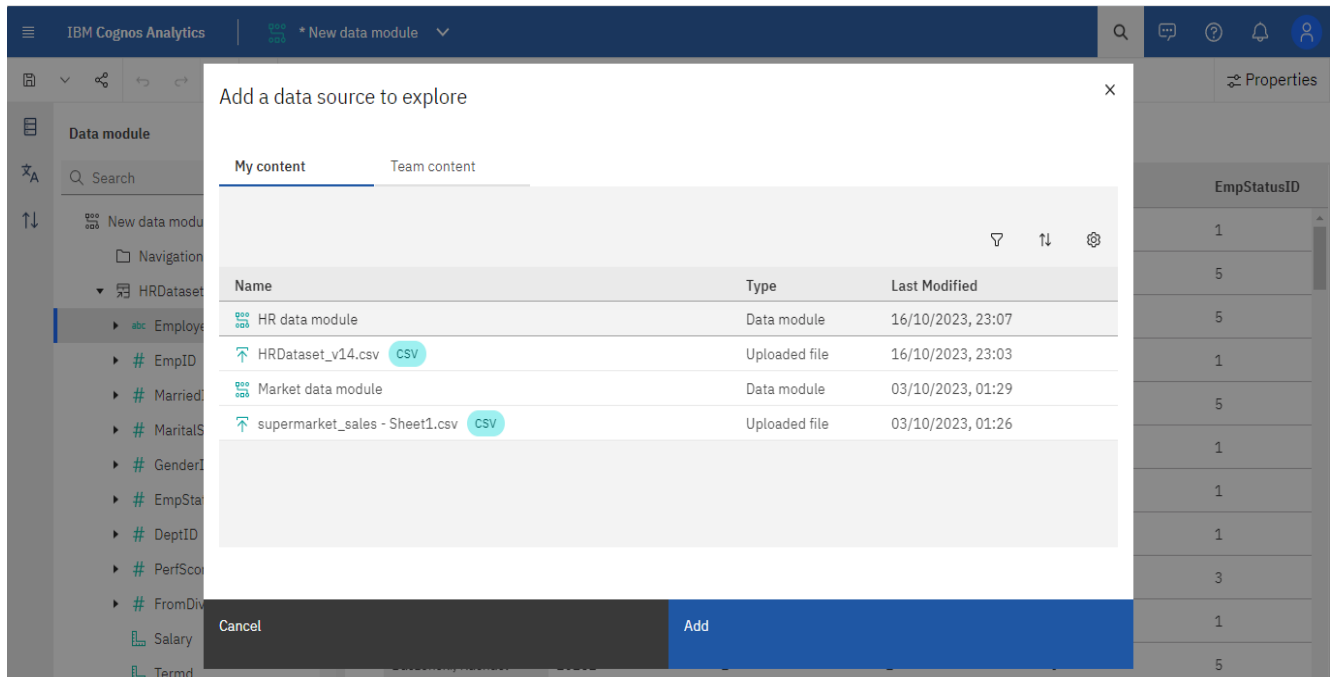 IBM Cognos Analytics
* New data module
Properties
Data module
Search
New data modu
Navigation
HRDataset
abc Employe
# EmpID
# Married
# MaritalS
# GenderI
# EmpSta
# DeptID
# PerfSco
# FromDiv
Salary
Termd
Add a data source to explore
My content Team content
Name Type Last Modified
HR data module Data module 16/10/2023, 23:07
HRDataset_v14.csv CSV Uploaded file 16/10/2023, 23:03
Market data module Data module 03/10/2023, 01:29
supermarket_sales - Sheet1.csv CSV Uploaded file 03/10/2023, 01:26
Cancel Add
EmpStatusID
1
5
5
1
5
1
1
1
3
1
5